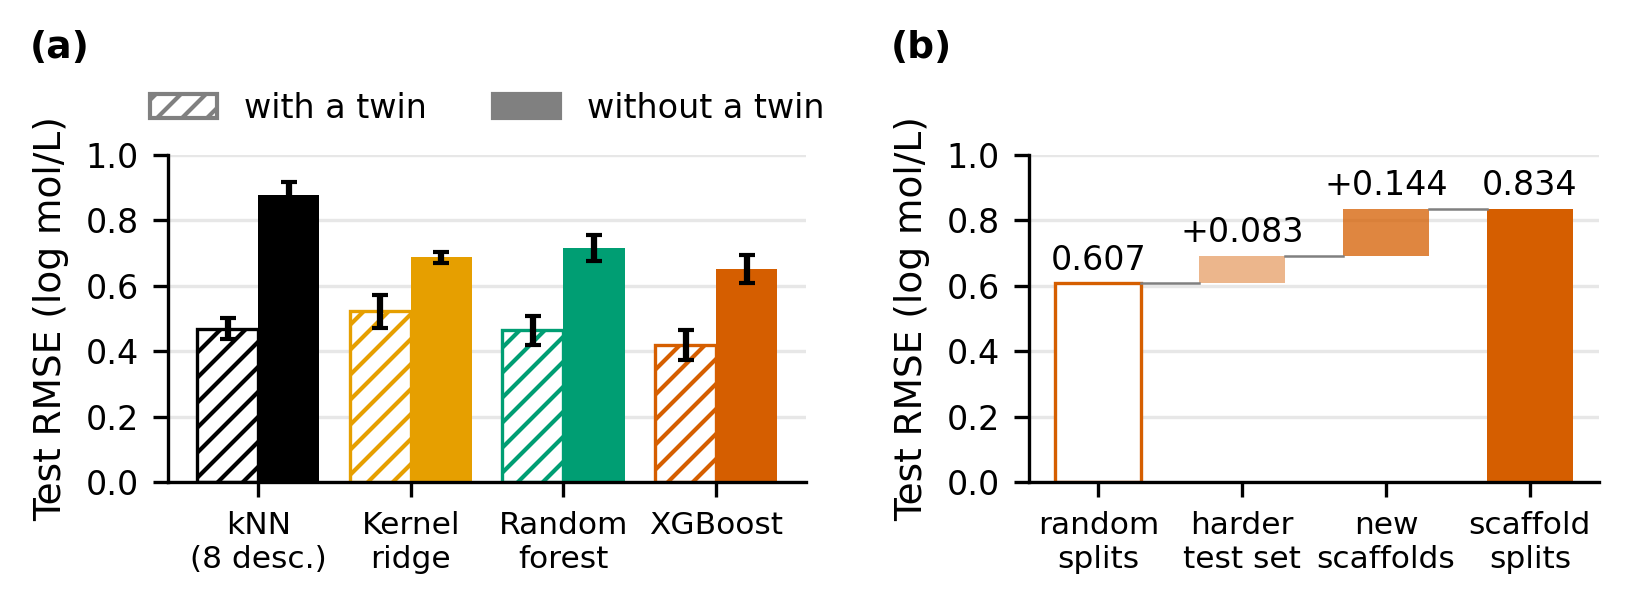 (a)
with a twin
without a twin
Test RMSE (log mol/L)
1.0
0.8
0.6
0.4
0.2
0.0
kNN
(8 desc.)
Kernel
ridge
Random
forest
XGBoost
(b)
Test RMSE (log mol/L)
1.0
0.8
0.6
0.4
0.2
0.0
0.607
+0.083
+0.144
0.834
random
splits
harder
test set
new
scaffolds
scaffold
splits